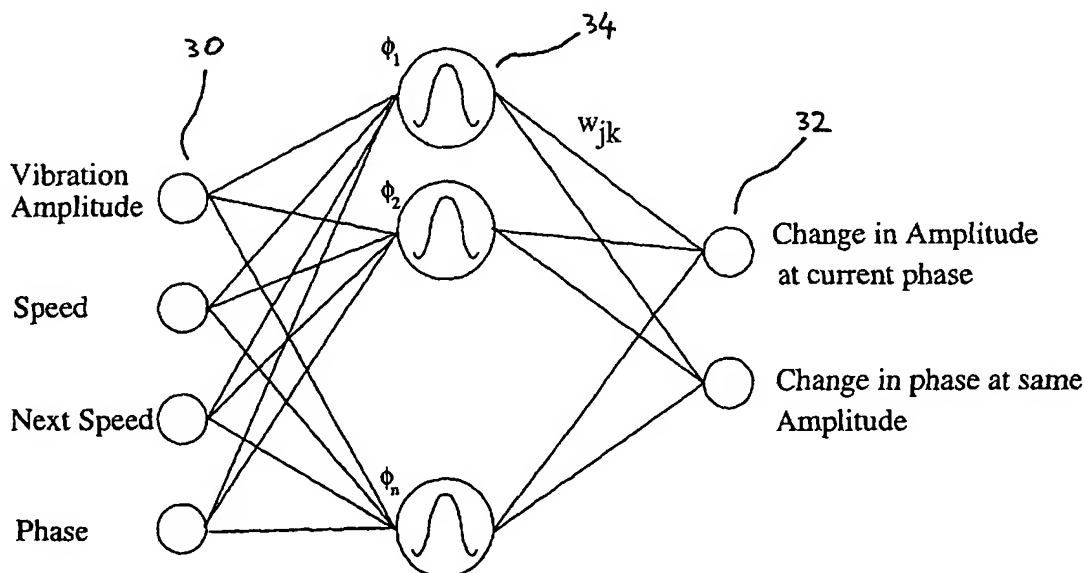 30
34
32
ϕ₁
w_jk
Vibration
Amplitude
ϕ₂
Change in Amplitude
at current phase
Speed
Change in phase at same
Amplitude
Next Speed
ϕₙ
Phase